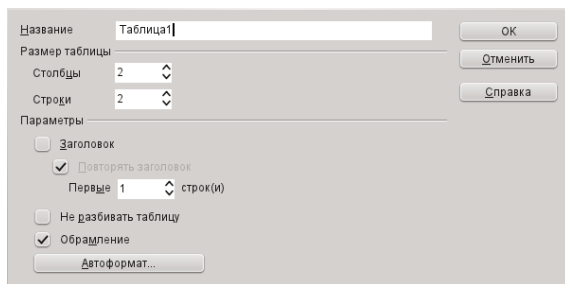 Название Таблица1 ОК
Размер таблицы Отменить
Столбцы 2
Строки 2 Справка
Параметры
Заголовок
Повторять заголовок
Первые 1 строк(и)
Не разбивать таблицу
Обрамление
Автоформат...